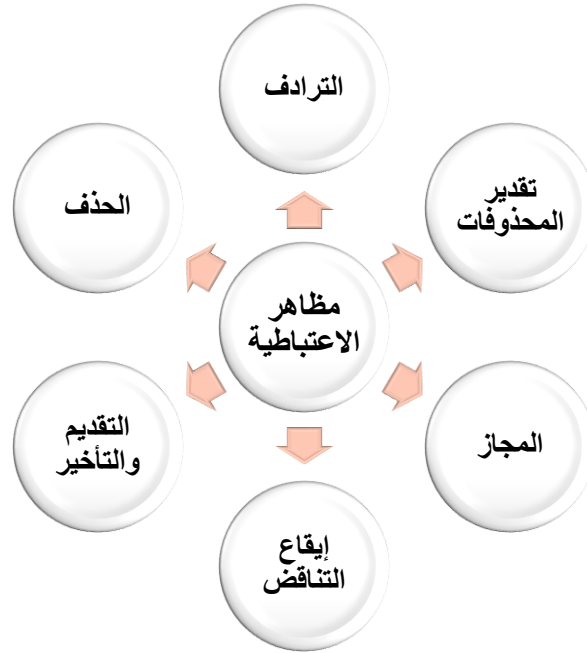 الترادف
تقدير
المحذوفات
الحذف
مظاهر
الاعتباطية
المجاز
التقديم
والتأخير
إيقاع
التناقض